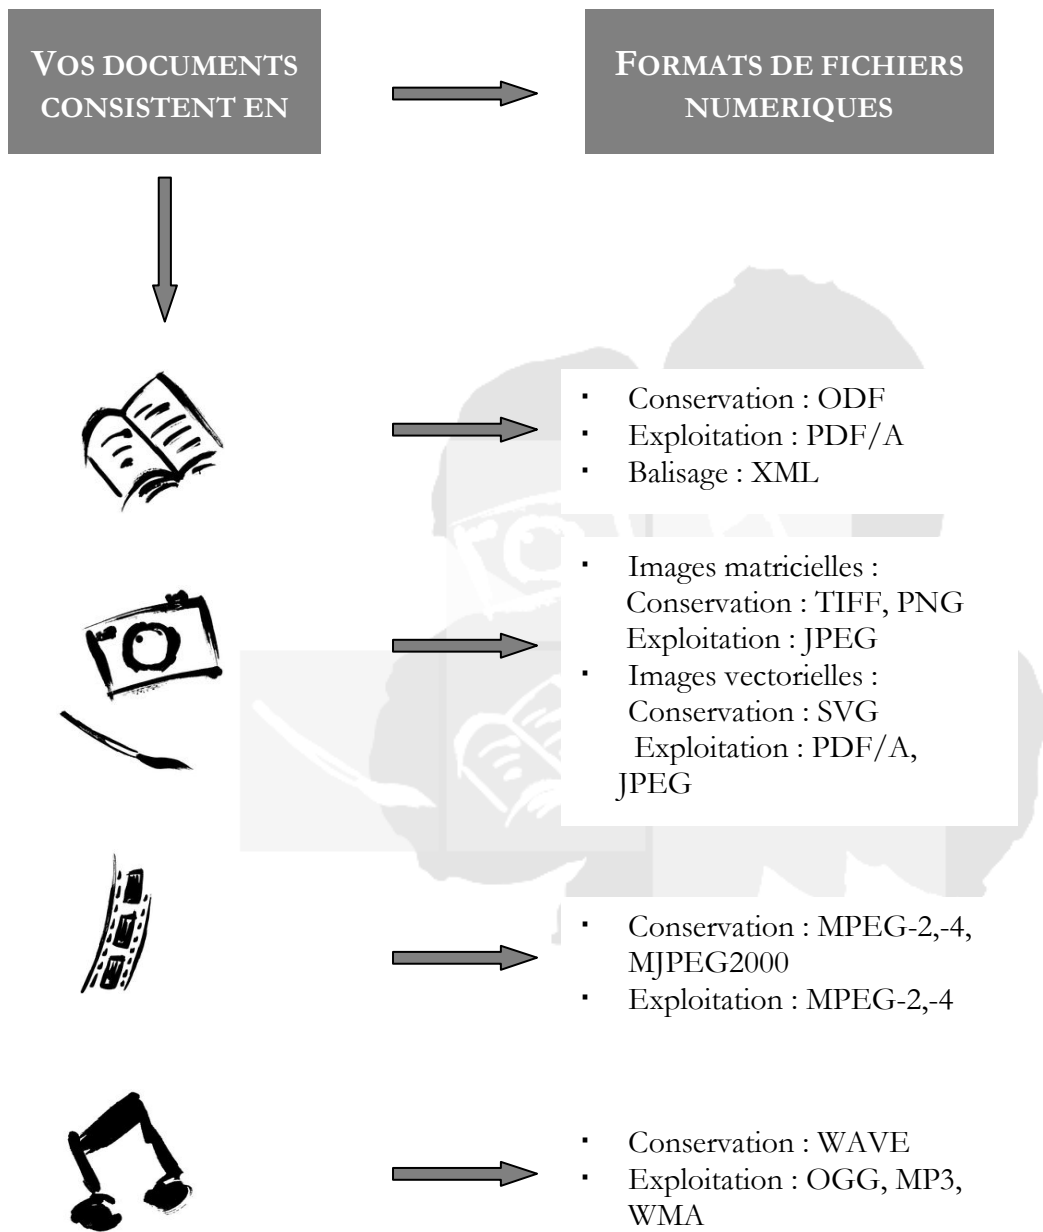 VOS DOCUMENTS
CONSISTENT EN
FORMATS DE FICHIERS
NUMERIQUES
▪ Conservation : ODF
▪ Exploitation : PDF/A
▪ Balisage : XML
▪ Images matricielles :
Conservation : TIFF, PNG
Exploitation : JPEG
▪ Images vectorielles :
Conservation : SVG
Exploitation : PDF/A,
JPEG
▪ Conservation : MPEG-2,-4,
MJPEG2000
▪ Exploitation : MPEG-2,-4
▪ Conservation : WAVE
▪ Exploitation : OGG, MP3,
WMA